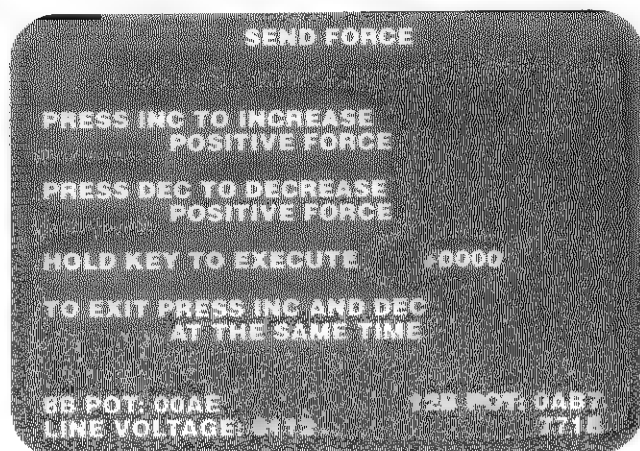 SEND FORCE
PRESS INC TO INCREASE
POSITIVE FORCE
PRESS DEC TO DECREASE
POSITIVE FORCE
HOLD KEY TO EXECUTE +0000
TO EXIT PRESS INC AND DEC
AT THE SAME TIME
8B POT: 00AE 12B POT: 0AB7
LINE VOLTAGE: